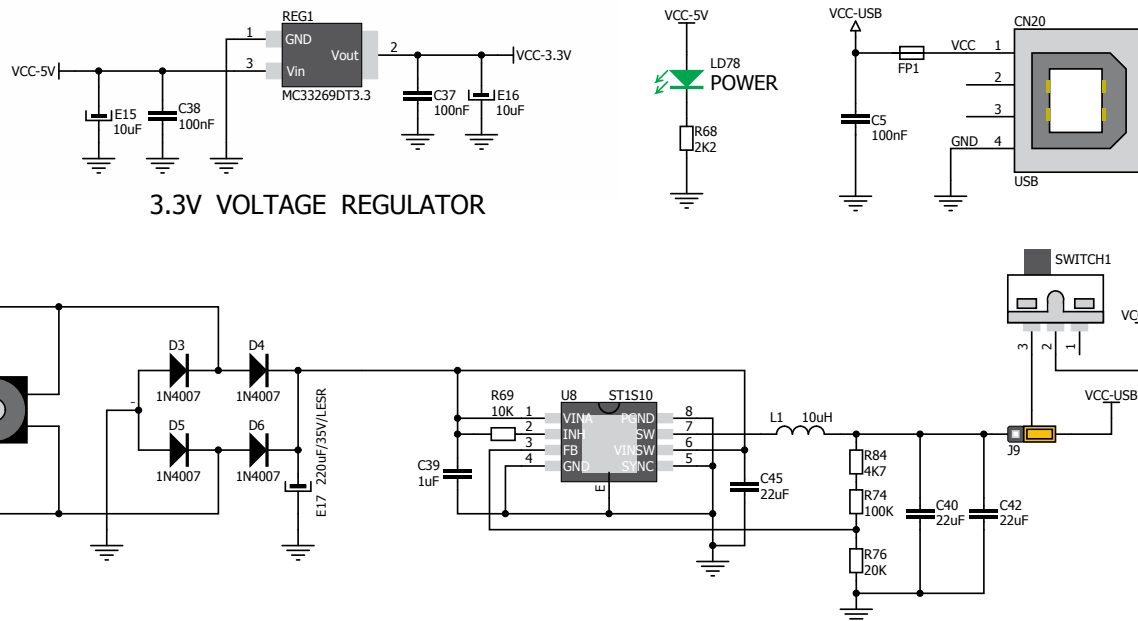 REG1
1
GND
Vout
2
VCC-3.3V
VCC-5V
3
Vin
MC33269DT3.3
E15
10uF
C38
100nF
C37
100nF
E16
10uF
3.3V VOLTAGE REGULATOR
VCC-5V
LD78
POWER
R68
2K2
VCC-USB
FP1
C5
100nF
CN20
VCC 1
2
3
GND 4
USB
SWITCH1
3
2
1
VCC-USB
J9
D3
1N4007
D4
1N4007
-
D5
1N4007
D6
1N4007
E17 220uF/35V/LESR
R69
10K
C39
1uF
U8 ST1S10
1 VINA
2 INH
3 FB
4 GND
PGND 8
SW 7
VINSW 6
SYNC 5
E
L1 10uH
C45
22uF
R84
4K7
R74
100K
R76
20K
C40
22uF
C42
22uF